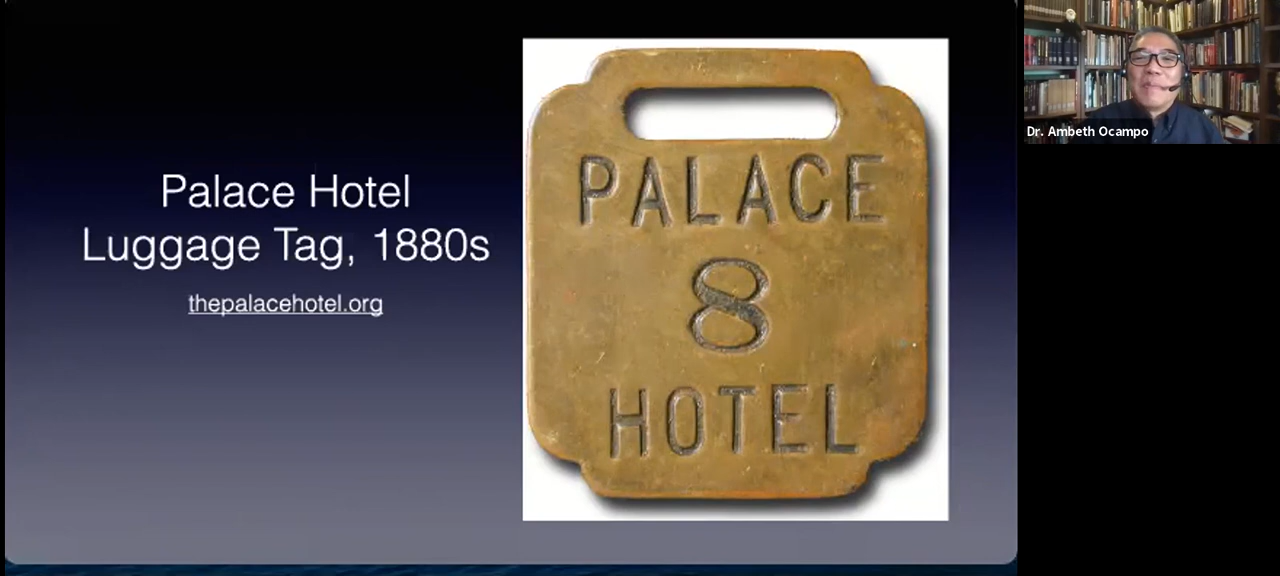 Palace Hotel
Luggage Tag, 1880s
thepalacehotel.org
PALACE
8
HOTEL
Dr. Ambeth Ocampo